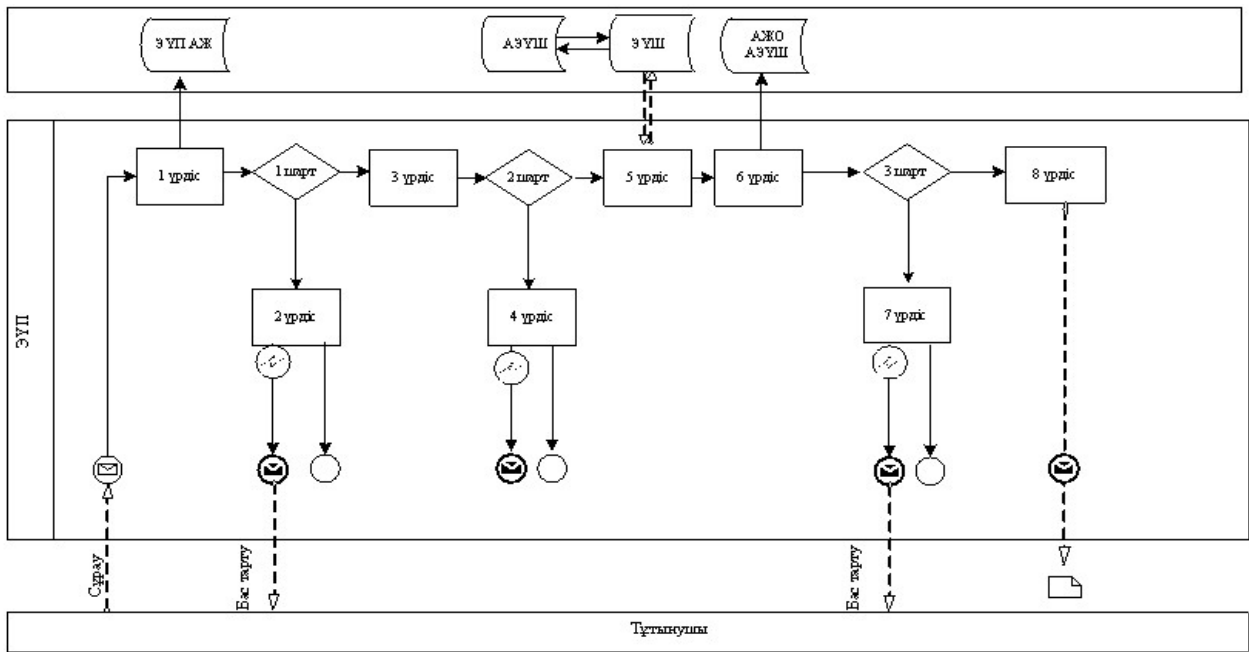 ЭҮП АЖ
АЭҮШ
ЭҮШ
АЖО
АЭҮШ
1 үрдіс
1 шарт
3 үрдіс
2 шарт
5 үрдіс
6 үрдіс
3 шарт
8 үрдіс
2 үрдіс
4 үрдіс
7 үрдіс
ЭҮП
Сұрау
Бас тарту
Бас тарту
Тұтынушы